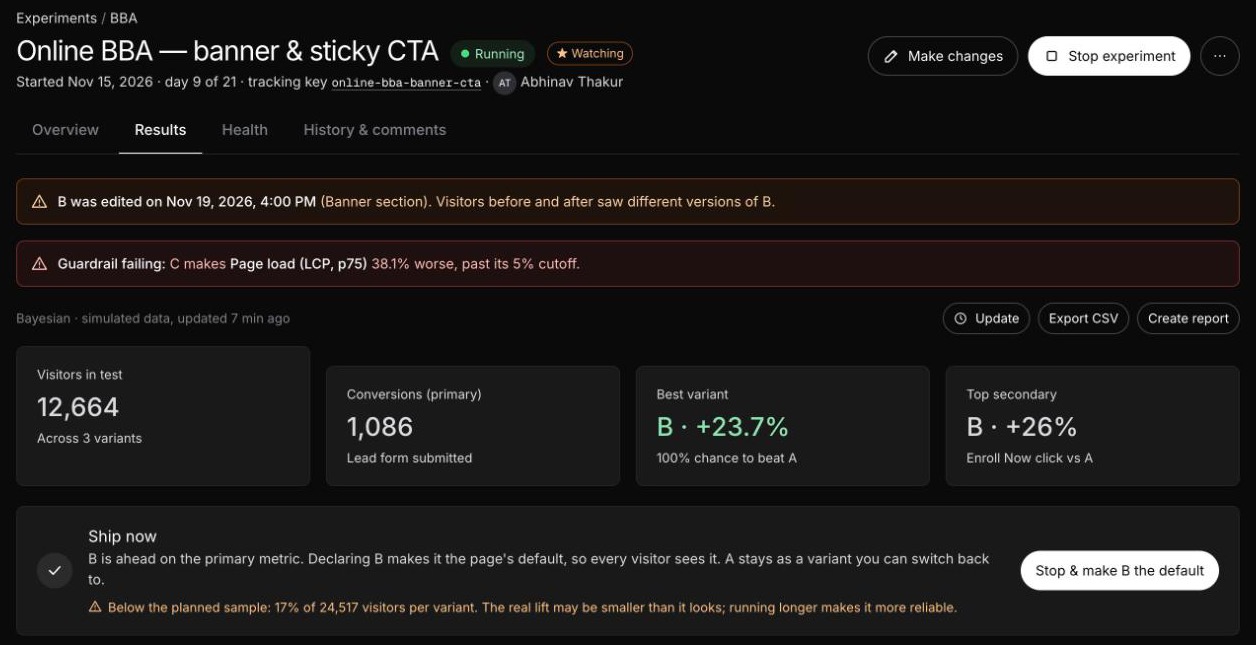 Experiments / BBA
Online BBA — banner & sticky CTA
Running
Watching
Make changes
Stop experiment
...
Started Nov 15, 2026 · day 9 of 21 · tracking key online-bba-banner-cta · AT Abhinav Thakur
Overview
Results
Health
History & comments
B was edited on Nov 19, 2026, 4:00 PM (Banner section). Visitors before and after saw different versions of B.
Guardrail failing: C makes Page load (LCP, p75) 38.1% worse, past its 5% cutoff.
Bayesian · simulated data, updated 7 min ago
Update
Export CSV
Create report
Visitors in test
12,664
Across 3 variants
Conversions (primary)
1,086
Lead form submitted
Best variant
B · +23.7%
100% chance to beat A
Top secondary
B · +26%
Enroll Now click vs A
Ship now
B is ahead on the primary metric. Declaring B makes it the page's default, so every visitor sees it. A stays as a variant you can switch back
to.
Below the planned sample: 17% of 24,517 visitors per variant. The real lift may be smaller than it looks; running longer makes it more reliable.
Stop & make B the default